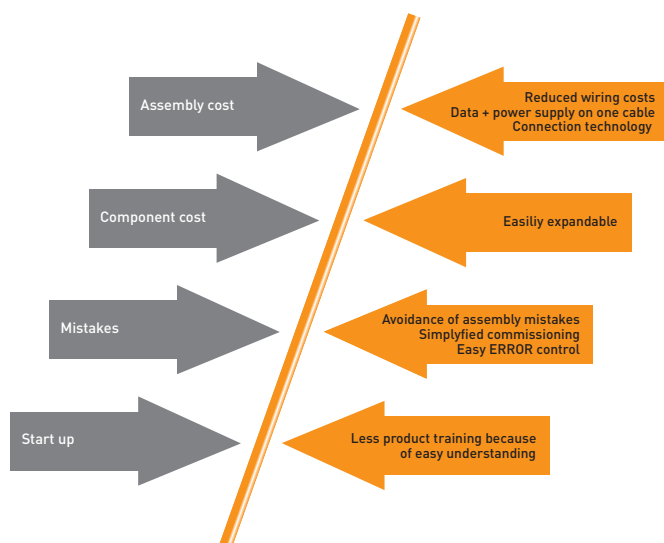 Assembly cost
Reduced wiring costs
Data + power supply on one cable
Connection technology
Component cost
Easiliy expandable
Mistakes
Avoidance of assembly mistakes
Simplyfied commissioning
Easy ERROR control
Start up
Less product training because
of easy understanding